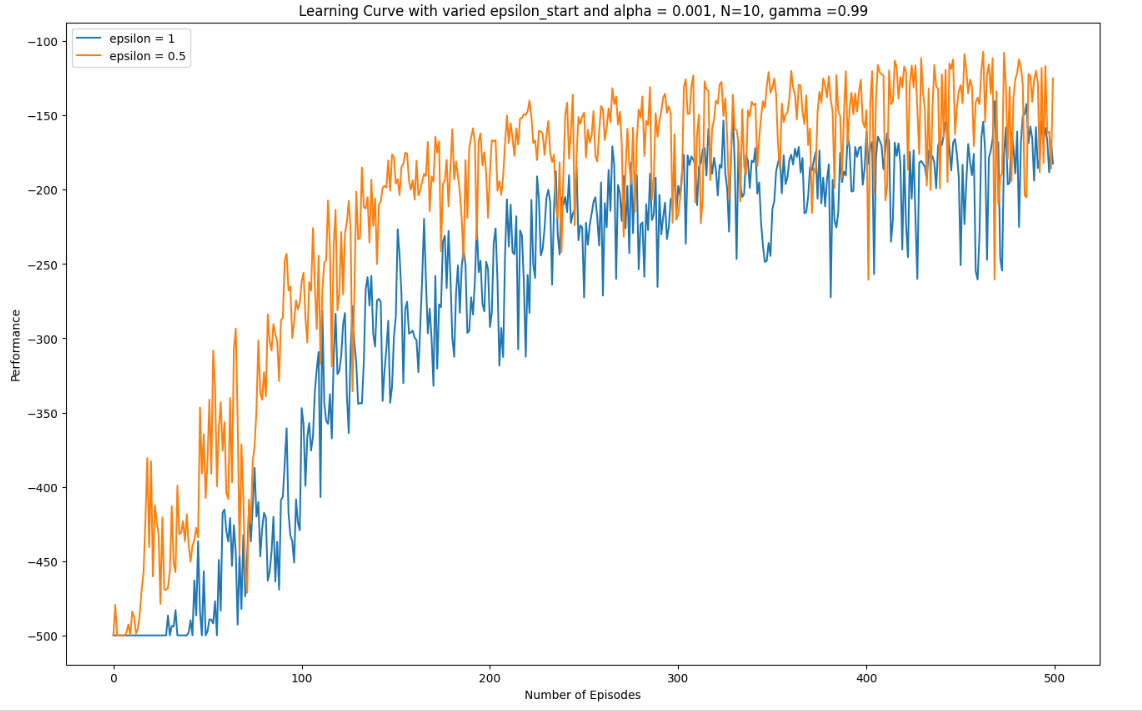 Learning Curve with varied epsilon_start and alpha = 0.001, N=10, gamma =0.99
epsilon = 1
epsilon = 0.5
−100
−150
−200
−250
−300
−350
−400
−450
−500
Performance
0 100 200 300 400 500
Number of Episodes